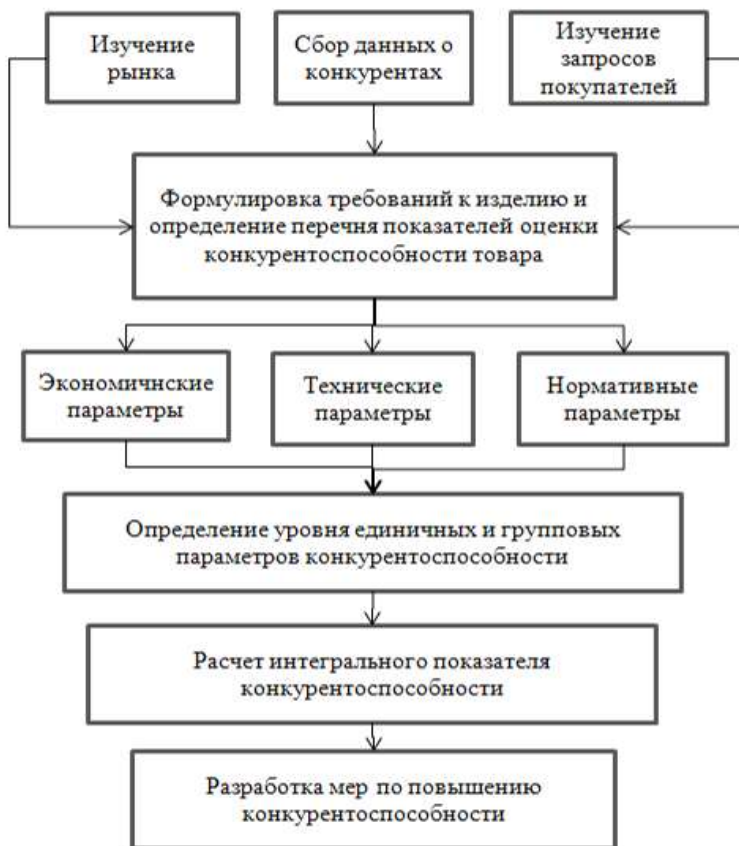 Изучение
рынка
Сбор данных о
конкурентах
Изучение
запросов
покупателей
Формулировка требований к изделию и
определение перечня показателей оценки
конкурентоспособности товара
Экономичнские
параметры
Технические
параметры
Нормативные
параметры
Определение уровня единичных и групповых
параметров конкурентоспособности
Расчет интегрального показателя
конкурентоспособности
Разработка мер по повышению
конкурентоспособности